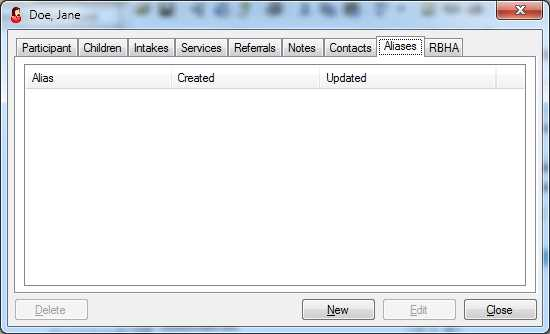 Doe, Jane
Participant Children Intakes Services Referrals Notes Contacts Aliases RBHA
Alias Created Updated
Delete New Edit Close